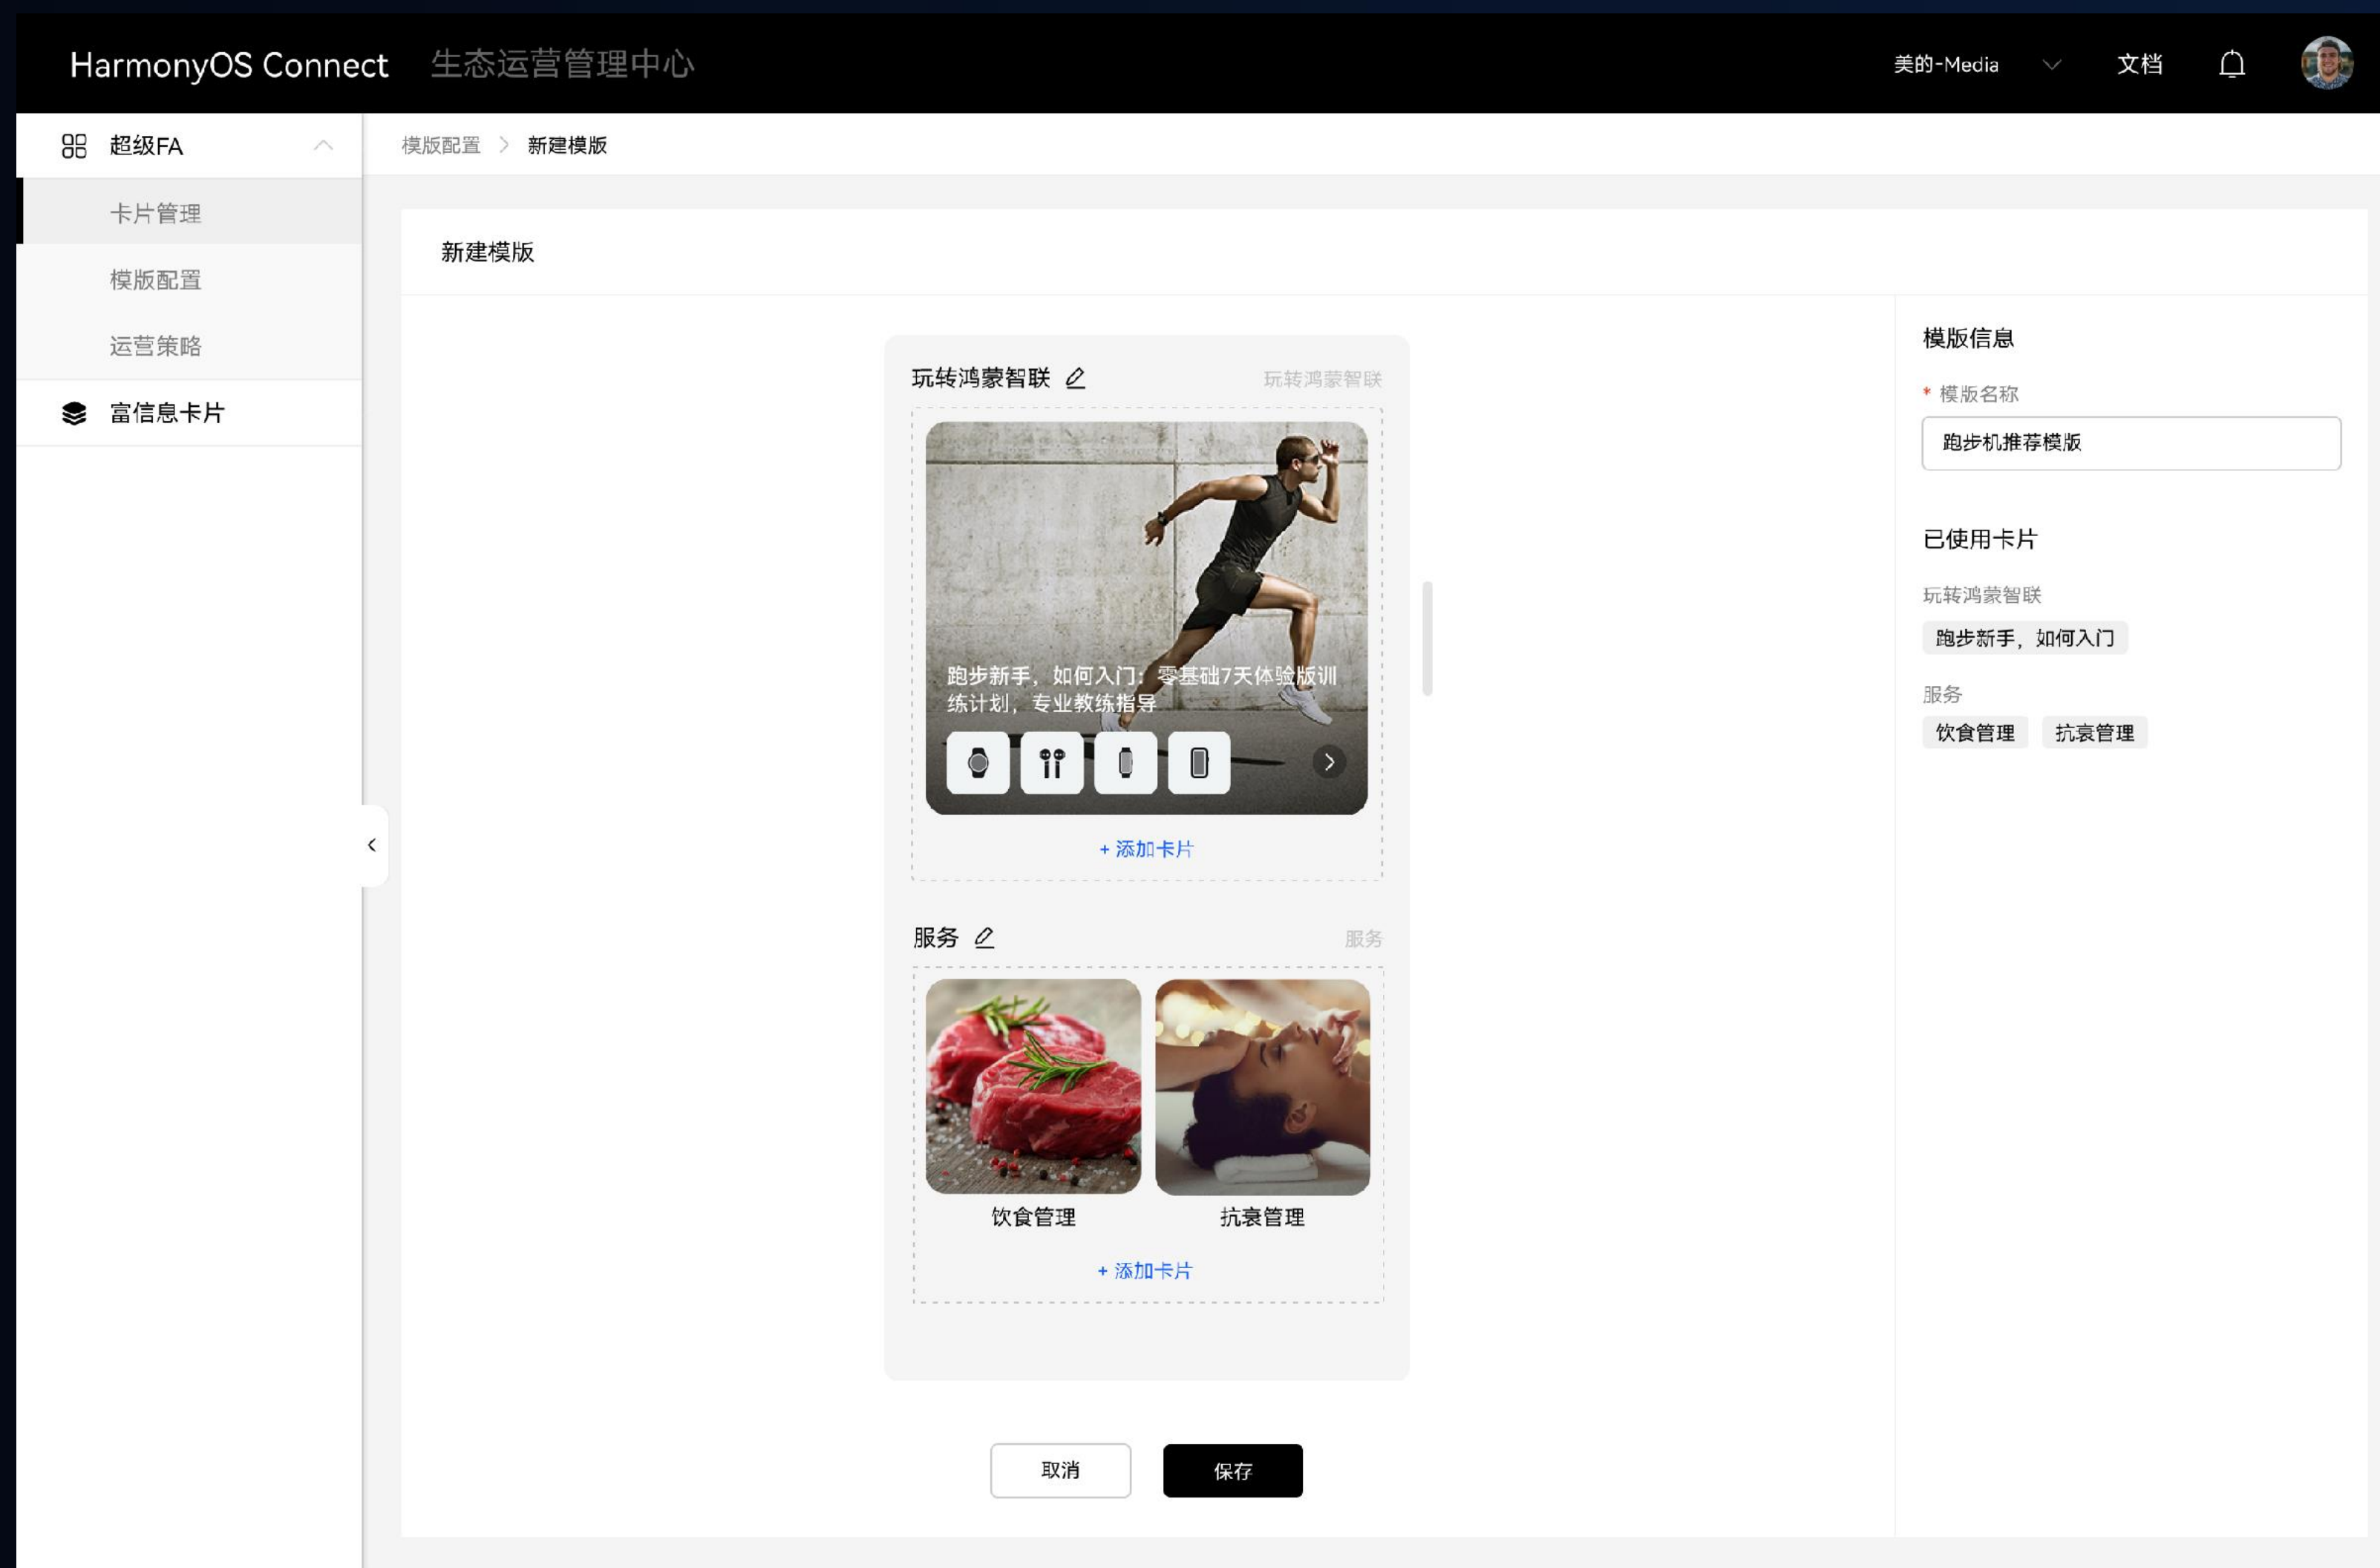 HarmonyOS Connect 生态运营管理中心
美的-Media 文档
超级FA
卡片管理
模版配置
运营策略
富信息卡片
模版配置 > 新建模版
新建模版
玩转鸿蒙智联 玩转鸿蒙智联
跑步新手，如何入门：零基础7天体验版训
练计划，专业教练指导
+ 添加卡片
服务 服务
饮食管理 抗衰管理
+ 添加卡片
取消 保存
模版信息
* 模版名称
跑步机推荐模版
已使用卡片
玩转鸿蒙智联
跑步新手，如何入门
服务
饮食管理 抗衰管理